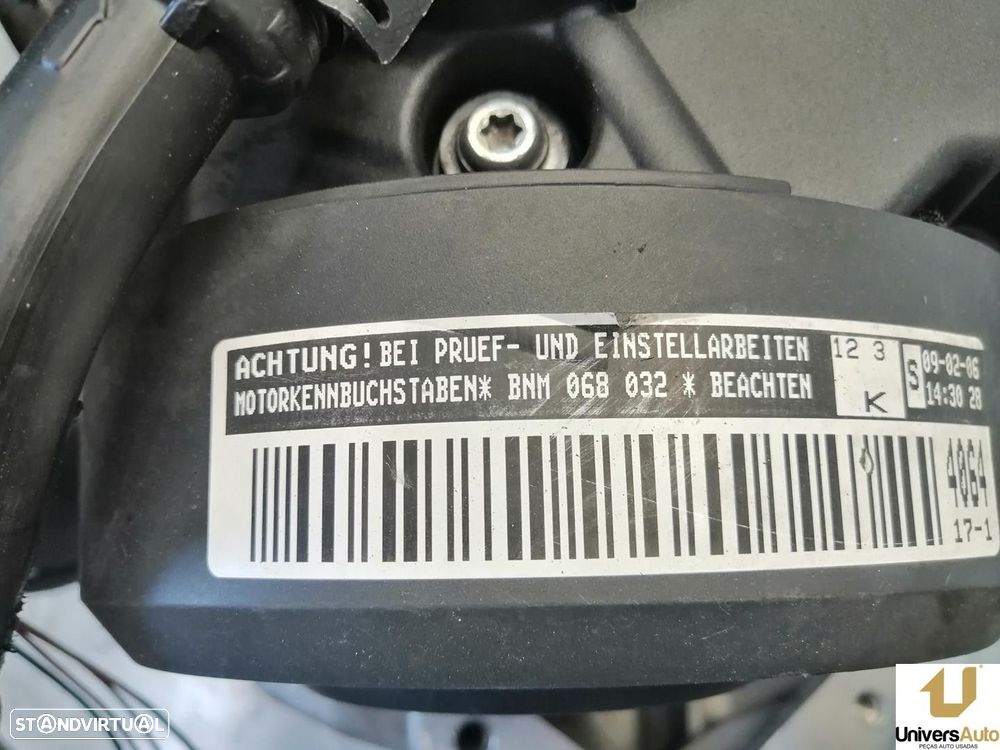 ACHTUNG! BEI PRUEF- UND EINSTELLARBEITEN
MOTORKENNBUCHSTABEN* BNM 068 032 * BEACHTEN
12 3
K
S
09-02-06
14:30 28
4064
17-1
STANDVIRTUAL
UniversAuto
PEÇAS AUTO USADAS